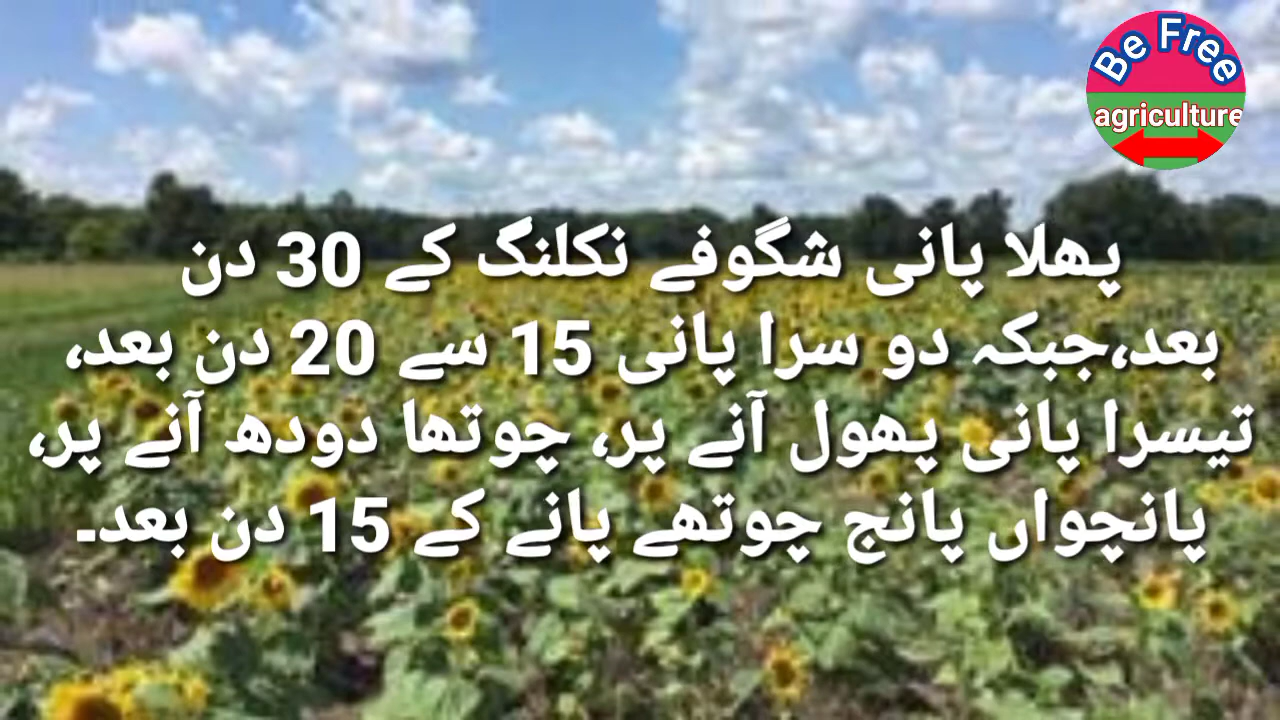 Be Free
agriculture
پھلا پانی شگوفے نکلنگ کے 30 دن
بعد،جبکہ دو سرا پانی 15 سے 20 دن بعد،
تیسرا پانی پھول آنے پر، چوتھا دودھ آنے پر،
پانچواں پانچ چوتھے پانے کے 15 دن بعد۔